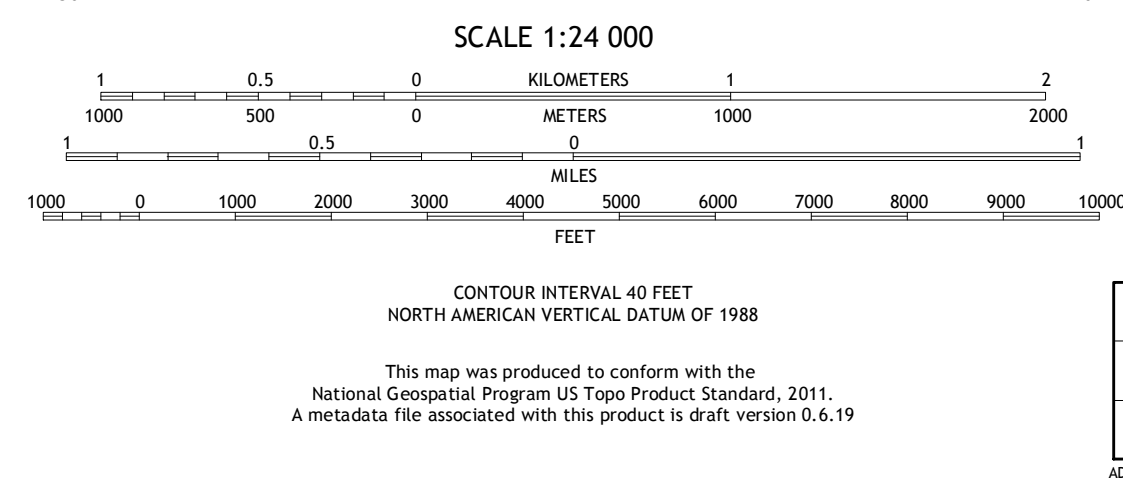 SCALE 1:24 000
1 0.5 0 KILOMETERS 1 2
1000 500 0 METERS 1000 2000
1 0.5 0 1
MILES
1000 0 1000 2000 3000 4000 5000 6000 7000 8000 9000 10000
FEET
CONTOUR INTERVAL 40 FEET
NORTH AMERICAN VERTICAL DATUM OF 1988
This map was produced to conform with the
National Geospatial Program US Topo Product Standard, 2011.
A metadata file associated with this product is draft version 0.6.19